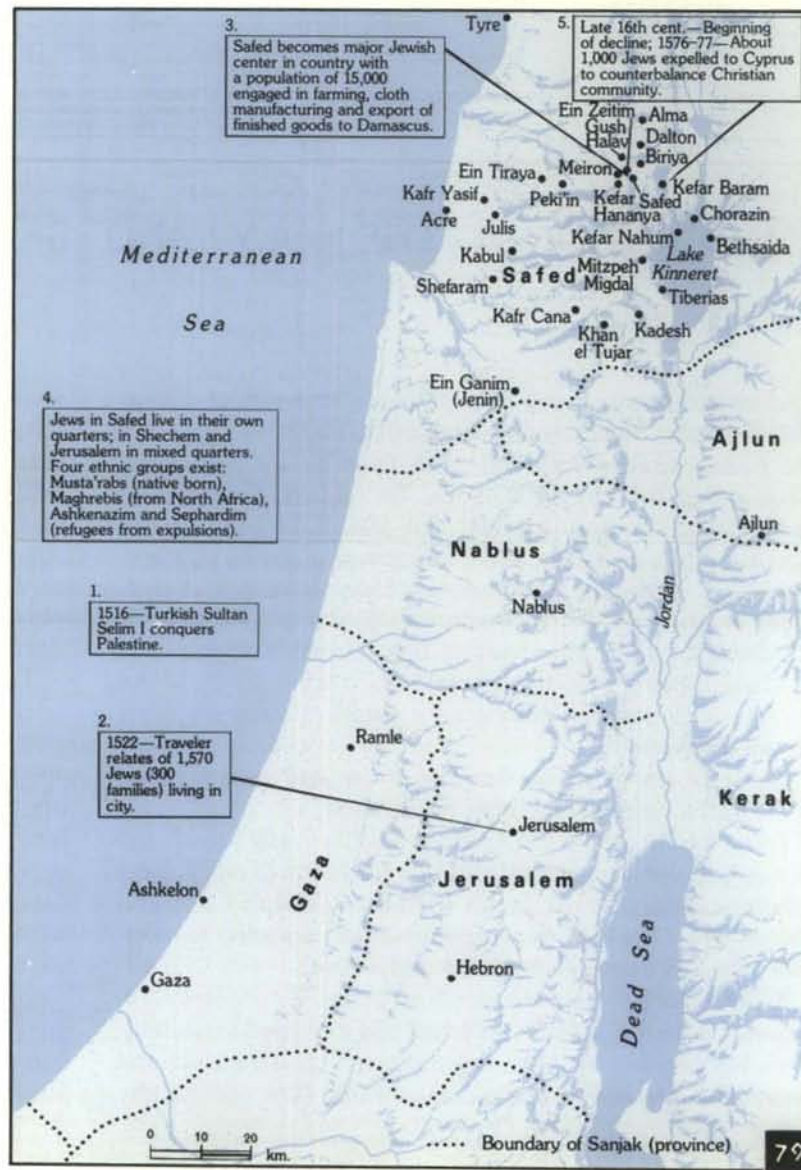 Tyre
3.
Safed becomes major Jewish
center in country with
a population of 15,000
engaged in farming, cloth
manufacturing and export of
finished goods to Damascus.
5.
Late 16th cent.—Beginning
of decline; 1576-77—About
1,000 Jews expelled to Cyprus
to counterbalance Christian
community.
Ein Zeitim
Alma
Gush
Halav
Dalton
Biriya
Ein Tiraya
Meiron
Kafr Yasif
Peki'in
Kefar
Hananya
Safed
Kefar Baram
Acre
Julis
Chorazin
Kabul
Kefar Nahum
Bethsaida
Mediterranean
Sea
Lake
Kinneret
Safed
Mitzpeh
Migdal
Shefaram
Tiberias
Kafr Cana
Khan
el Tujar
Kadesh
Ein Ganim
(Jenin)
4.
Jews in Safed live in their own
quarters; in Shechem and
Jerusalem in mixed quarters.
Four ethnic groups exist:
Musta'rabs (native born),
Maghrebis (from North Africa),
Ashkenazim and Sephardim
(refugees from expulsions).
Ajlun
Ajlun
Nablus
Nablus
Jordan
1.
1516—Turkish Sultan
Selim I conquers
Palestine.
2.
1522—Traveler
relates of 1,570
Jews (300
families) living in
city.
Ramle
Kerak
Jerusalem
Jerusalem
Ashkelon
Gaza
Gaza
Hebron
Dead Sea
0 10 20
km.
Boundary of Sanjak (province)
79